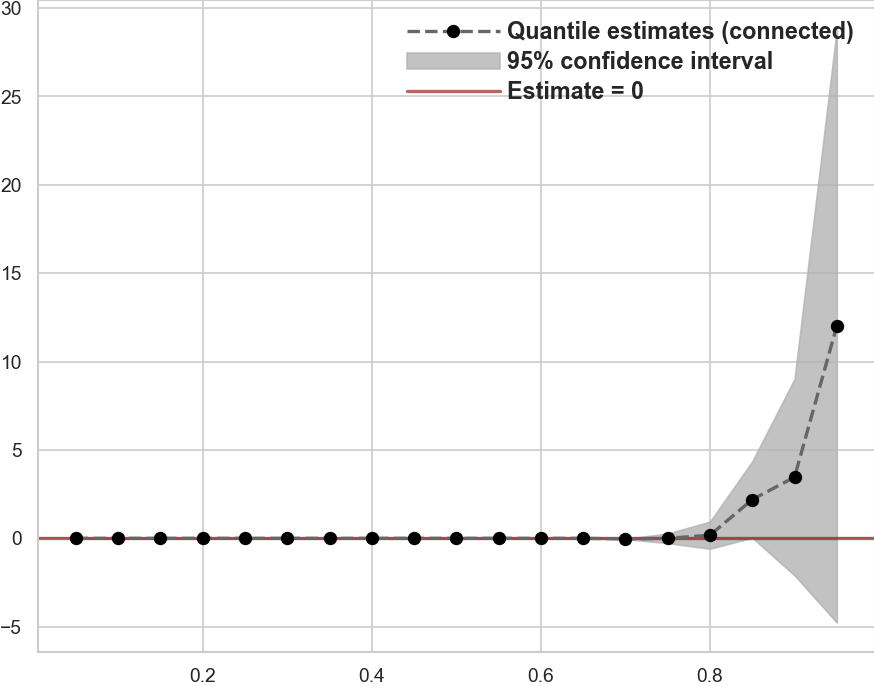 30
Quantile estimates (connected)
95% confidence interval
Estimate = 0
25
20
15
10
5
0
−5
0.2 0.4 0.6 0.8